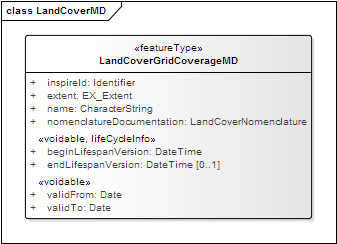 class LandCoverMD
«featureType»
LandCoverGridCoverageMD
+ inspireId: Identifier
+ extent: EX_Extent
+ name: CharacterString
+ nomenclatureDocumentation: LandCoverNomenclature
«voidable, lifeCycleInfo»
+ beginLifespanVersion: DateTime
+ endLifespanVersion: DateTime [0..1]
«voidable»
+ validFrom: Date
+ validTo: Date